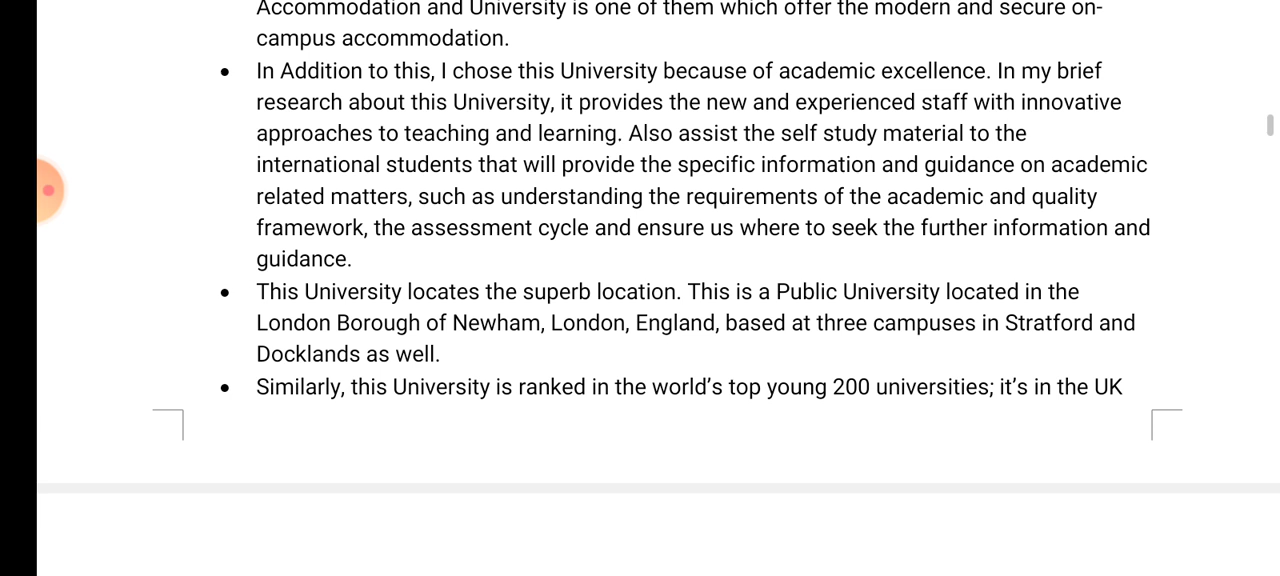 Accommodation and University is one of them which offer the modern and secure on-
campus accommodation.
• In Addition to this, I chose this University because of academic excellence. In my brief
research about this University, it provides the new and experienced staff with innovative
approaches to teaching and learning. Also assist the self study material to the
international students that will provide the specific information and guidance on academic
related matters, such as understanding the requirements of the academic and quality
framework, the assessment cycle and ensure us where to seek the further information and
guidance.
• This University locates the superb location. This is a Public University located in the
London Borough of Newham, London, England, based at three campuses in Stratford and
Docklands as well.
• Similarly, this University is ranked in the world’s top young 200 universities; it’s in the UK